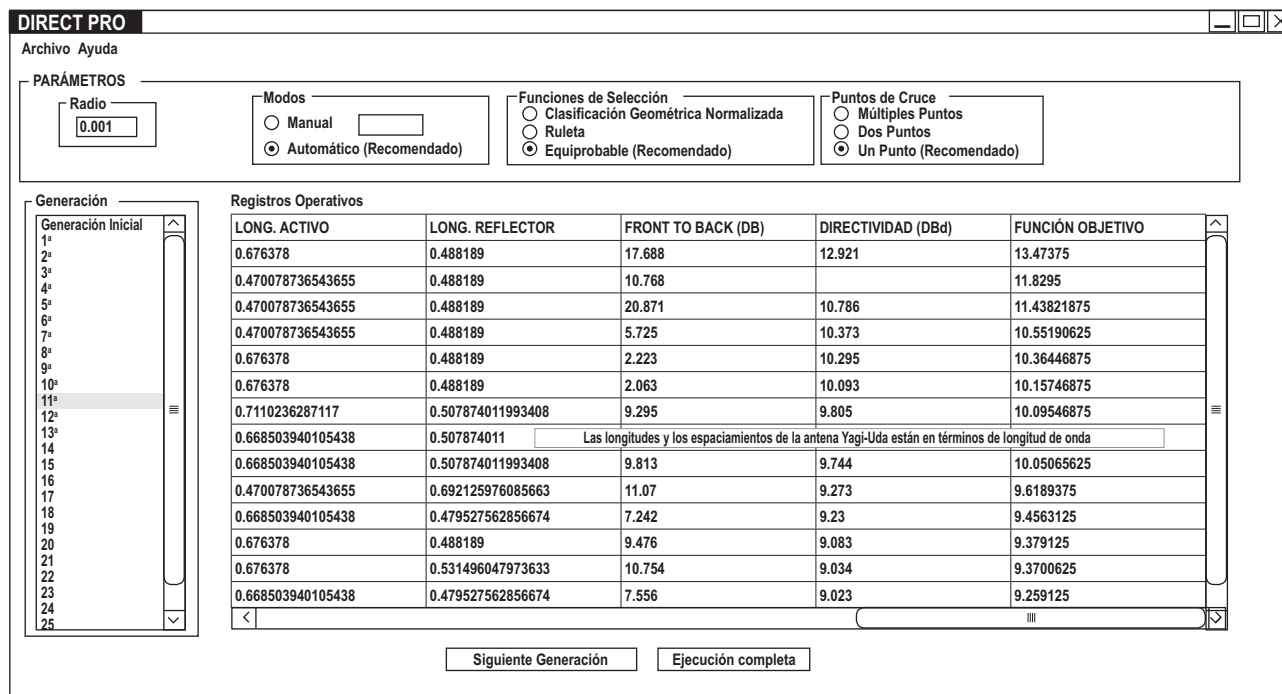 DIRECT PRO
Archivo Ayuda
PARÁMETROS
Radio
0.001
Modos
Manual
Automático (Recomendado)
Funciones de Selección
Clasificación Geométrica Normalizada
Ruleta
Equiprobable (Recomendado)
Puntos de Cruce
Múltiples Puntos
Dos Puntos
Un Punto (Recomendado)
Generación
Generación Inicial
1ª
2ª
3ª
4ª
5ª
6ª
7ª
8ª
9ª
10ª
11ª
12ª
13ª
14
15
16
17
18
19
20
21
22
23
24
25
Registros Operativos
LONG. ACTIVO LONG. REFLECTOR FRONT TO BACK (DB) DIRECTIVIDAD (DBd) FUNCIÓN OBJETIVO
0.676378 0.488189 17.688 12.921 13.47375
0.470078736543655 0.488189 10.768 11.8295
0.470078736543655 0.488189 20.871 10.786 11.43821875
0.470078736543655 0.488189 5.725 10.373 10.55190625
0.676378 0.488189 2.223 10.295 10.36446875
0.676378 0.488189 2.063 10.093 10.15746875
0.7110236287117 0.507874011993408 9.295 9.805 10.09546875
0.668503940105438 0.507874011 Las longitudes y los espaciamientos de la antena Yagi-Uda están en términos de longitud de onda
0.668503940105438 0.507874011993408 9.813 9.744 10.05065625
0.470078736543655 0.692125976085663 11.07 9.273 9.6189375
0.668503940105438 0.479527562856674 7.242 9.23 9.4563125
0.676378 0.488189 9.476 9.083 9.379125
0.676378 0.531496047973633 10.754 9.034 9.3700625
0.668503940105438 0.479527562856674 7.556 9.023 9.259125
Siguiente Generación Ejecución completa